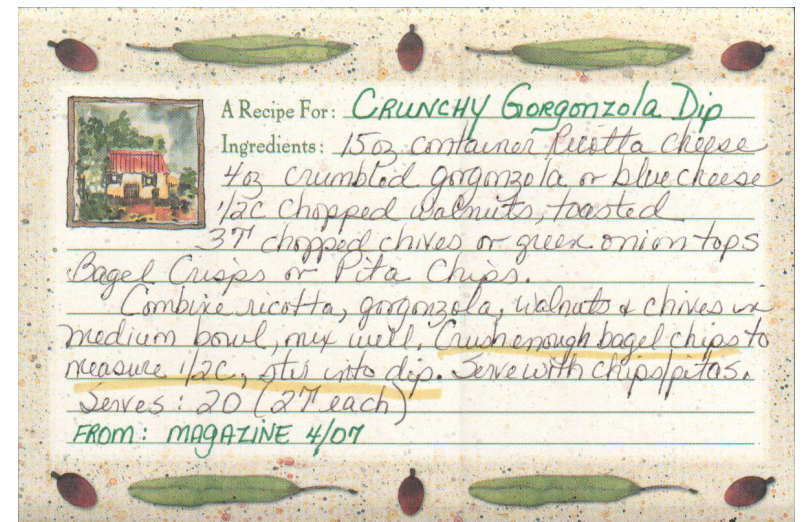 A Recipe For: CRUNCHY GORGONZOLA DIP
Ingredients: 15oz container Ricotta cheese
4oz crumbled gorgonzola or blue cheese
1/2C chopped walnuts, toasted
3T chopped chives or green onion tops
Bagel Crisps or Pita Chips.
Combine ricotta, gorgonzola, walnuts & chives in
medium bowl, mix well. Crush enough bagel chips to
measure 1/2C, stir into dip. Serve with chips/pitas.
Serves: 20 (2T each)
FROM: MAGAZINE 4/07